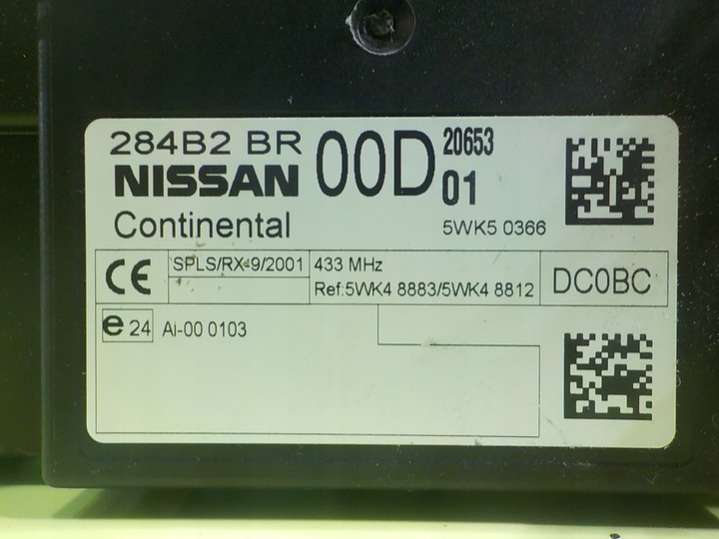 284B2 BR 00D 20653
NISSAN 01
Continental 5WK5 0366
CE SPLS/RX-9/2001 433 MHz
Ref:5WK4 8883/5WK4 8812 DC0BC
e 24 Ai-00 0103